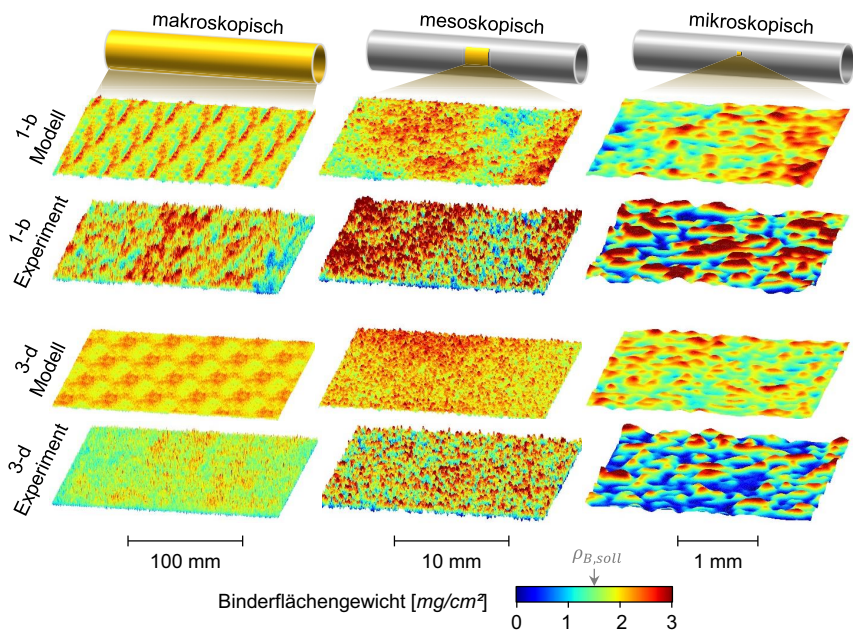 makroskopisch
mesoskopisch
mikroskopisch
1-b
Modell
1-b
Experiment
3-d
Modell
3-d
Experiment
100 mm
10 mm
1 mm
ρB,soll
Binderflächengewicht [mg/cm²]
0
1
2
3